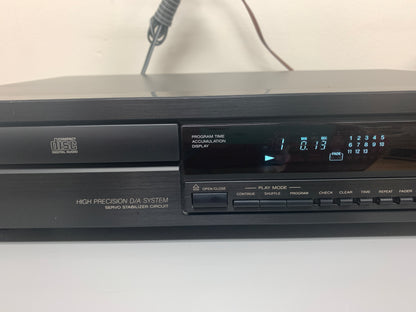 COMPACT
disc
DIGITAL AUDIO
HIGH PRECISION D/A SYSTEM
SERVO STABILIZER CIRCUIT
PROGRAM TIME
ACCUMULATION
DISPLAY
1 0.13
1 2 3 4 5
6 7 8 9 10
11 12 13
OPEN/CLOSE
PLAY MODE
CONTINUE SHUFFLE PROGRAM CHECK CLEAR TIME REPEAT FADER